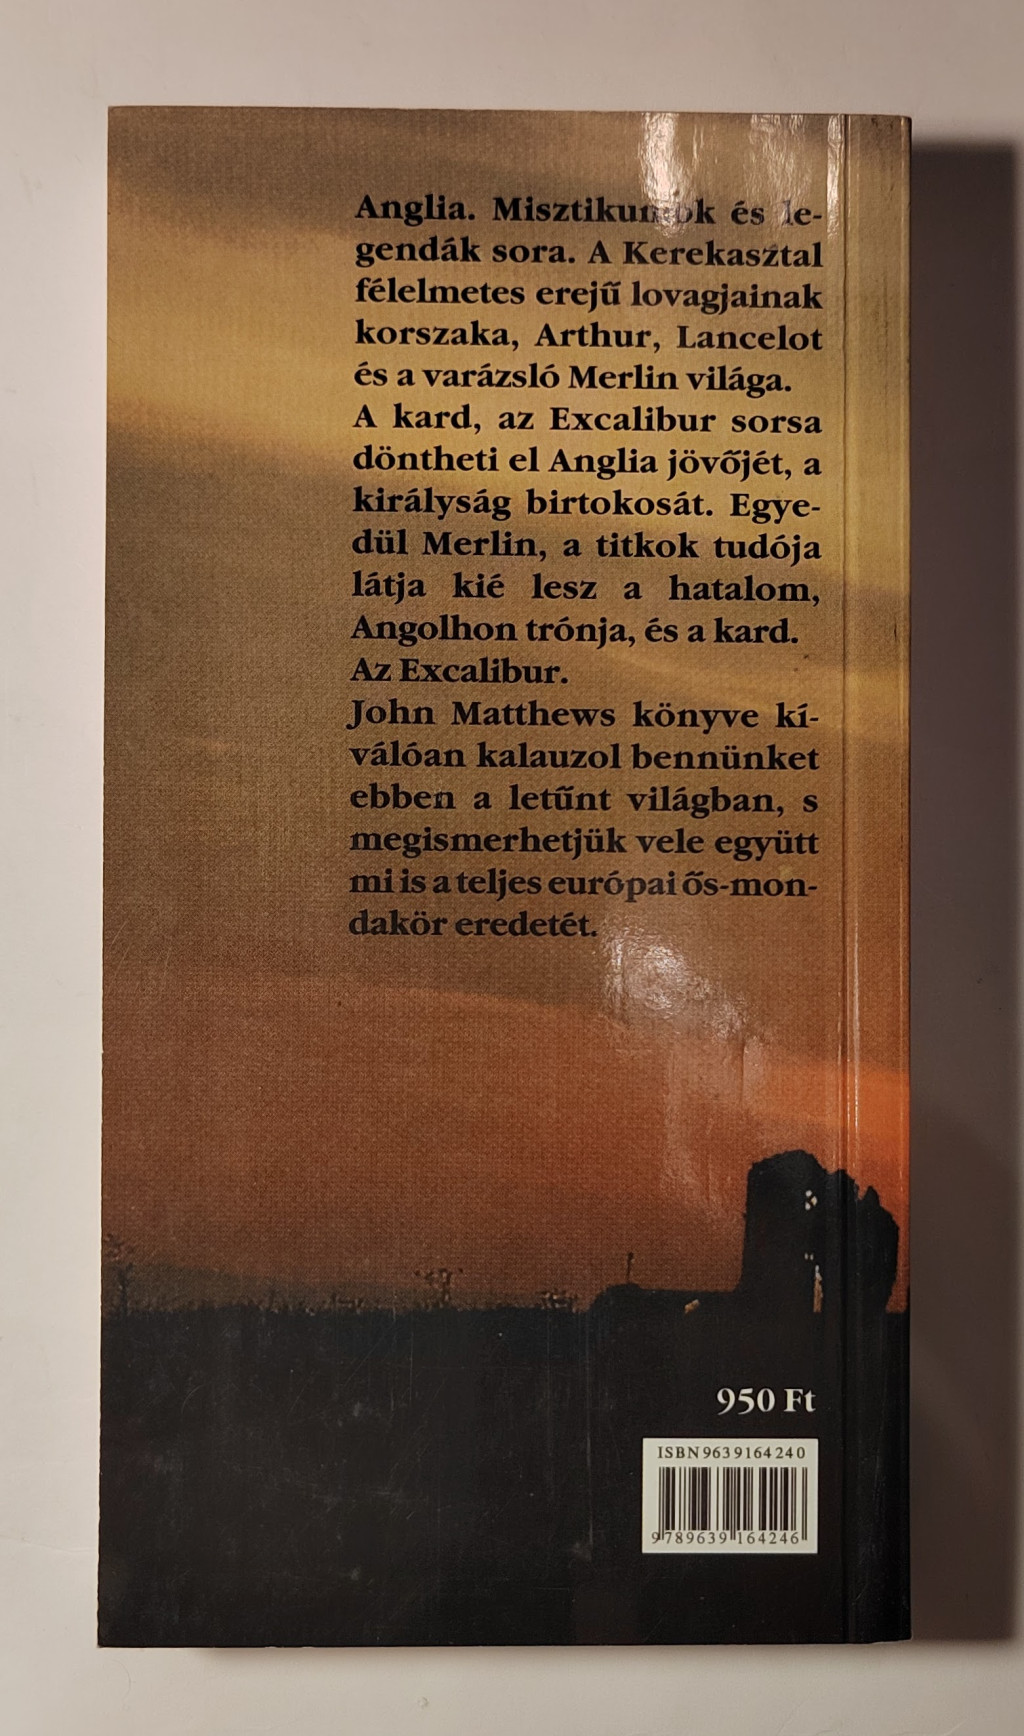 Anglia. Misztikumok és le-
gendák sora. A Kerekasztal
félelmetes erejű lovagjainak
korszaka, Arthur, Lancelot
és a varázsló Merlin világa.
A kard, az Excalibur sorsa
döntheti el Anglia jövőjét, a
királyság birtokosát. Egye-
dül Merlin, a titkok tudója
látja kié lesz a hatalom,
Angolhon trónja, és a kard.
Az Excalibur.
John Matthews könyve kí-
válóan kalauzol bennünket
ebben a letűnt világban, s
megismerhetjük vele együtt
mi is a teljes európai ős-mon-
dakör eredetét.
950 Ft
ISBN 9639164240
9 789639 164246